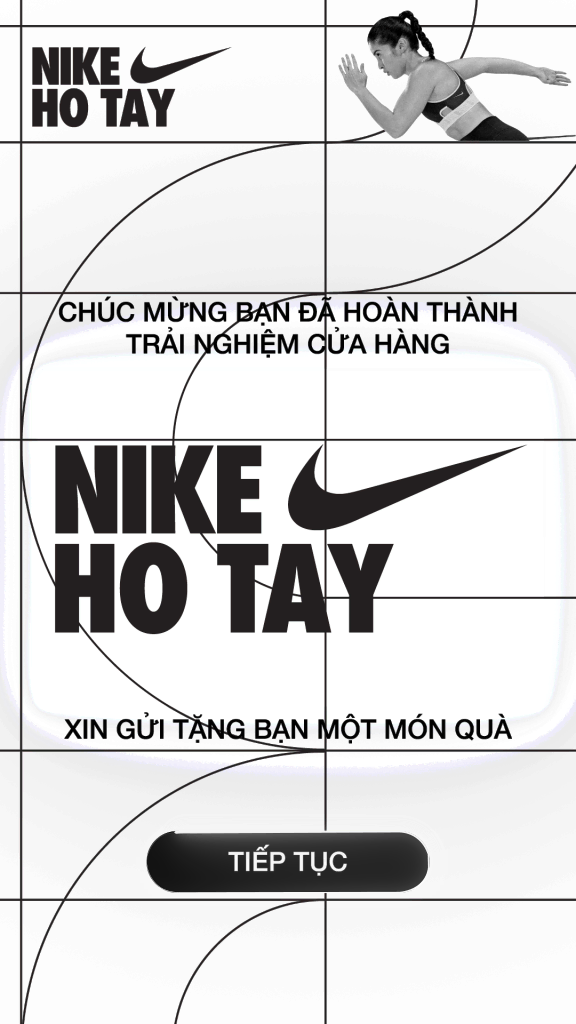 NIKE
HO TAY
CHÚC MỪNG BẠN ĐÃ HOÀN THÀNH
TRẢI NGHIỆM CỬA HÀNG
NIKE
HO TAY
XIN GỬI TẶNG BẠN MỘT MÓN QUÀ
TIẾP TỤC